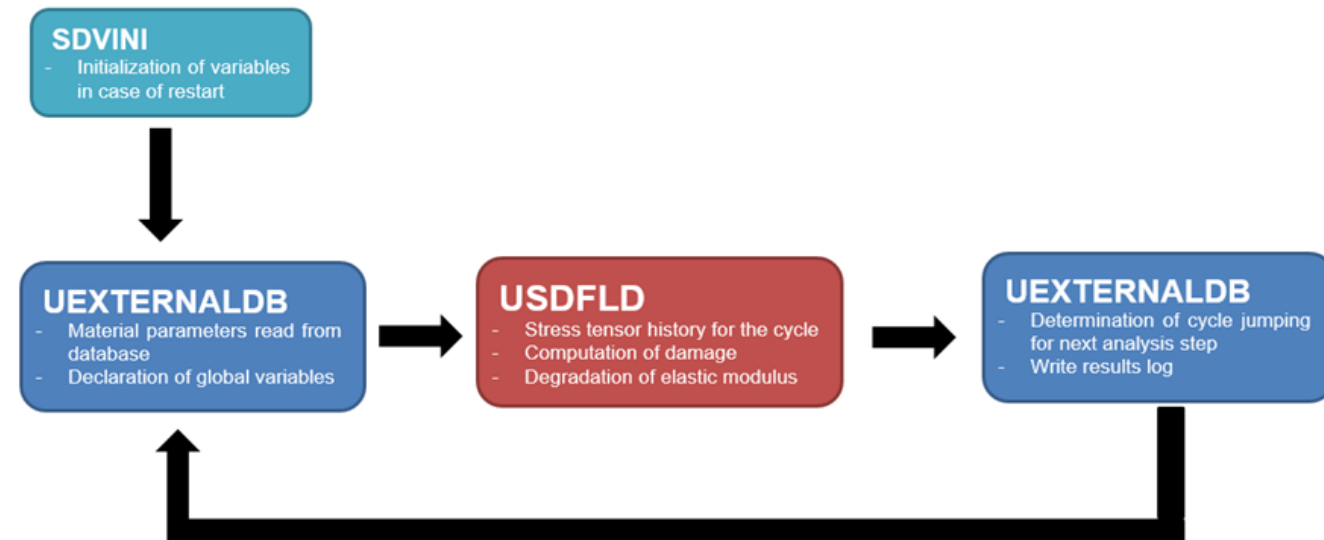 SDVINI
- Initialization of variables
in case of restart
UEXTERNALDB
- Material parameters read from
database
- Declaration of global variables
USDFLD
- Stress tensor history for the cycle
- Computation of damage
- Degradation of elastic modulus
UEXTERNALDB
- Determination of cycle jumping
for next analysis step
- Write results log